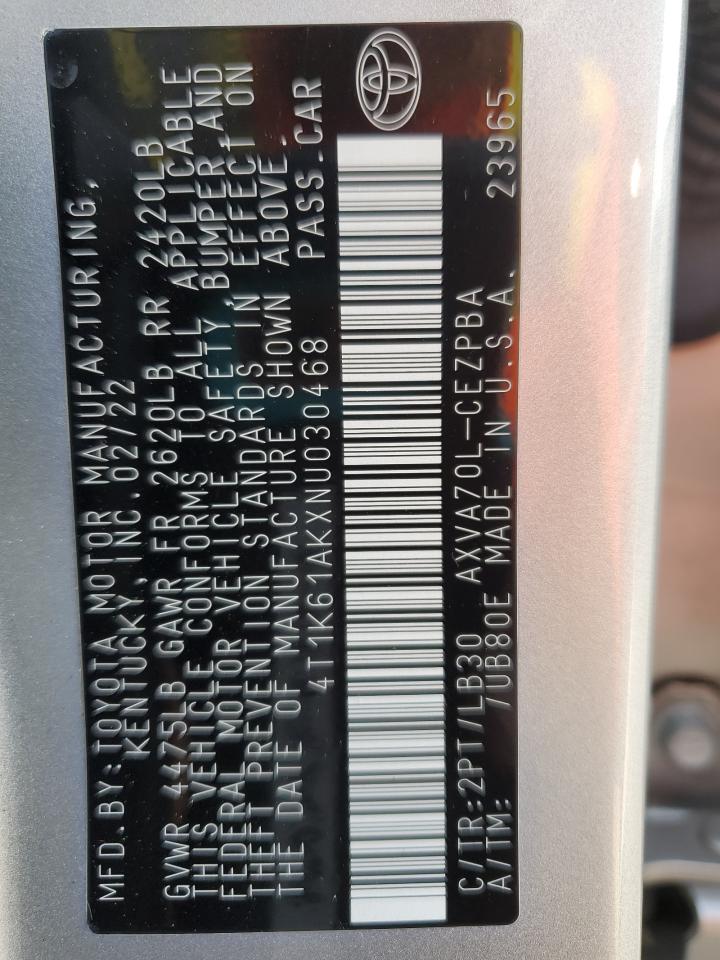 MFD.BY:TOYOTA MOTOR MANUFACTURING,
KENTUCKY, INC.02/22
GVWR 4475LB GAWR FR 2620LB RR 2420LB
THIS VEHICLE CONFORMS TO ALL APPLICABLE
FEDERAL MOTOR VEHICLE SAFETY,BUMPER,AND
THEFT PREVENTION STANDARDS IN EFFECT ON
THE DATE OF MANUFACTURE SHOWN ABOVE.
4T1K61AKXNU030468 PASS.CAR
C/TR:2PT/LB30 AXVA70L-CEZPBA 23965
A/TM: /UB80E MADE IN U.S.A.